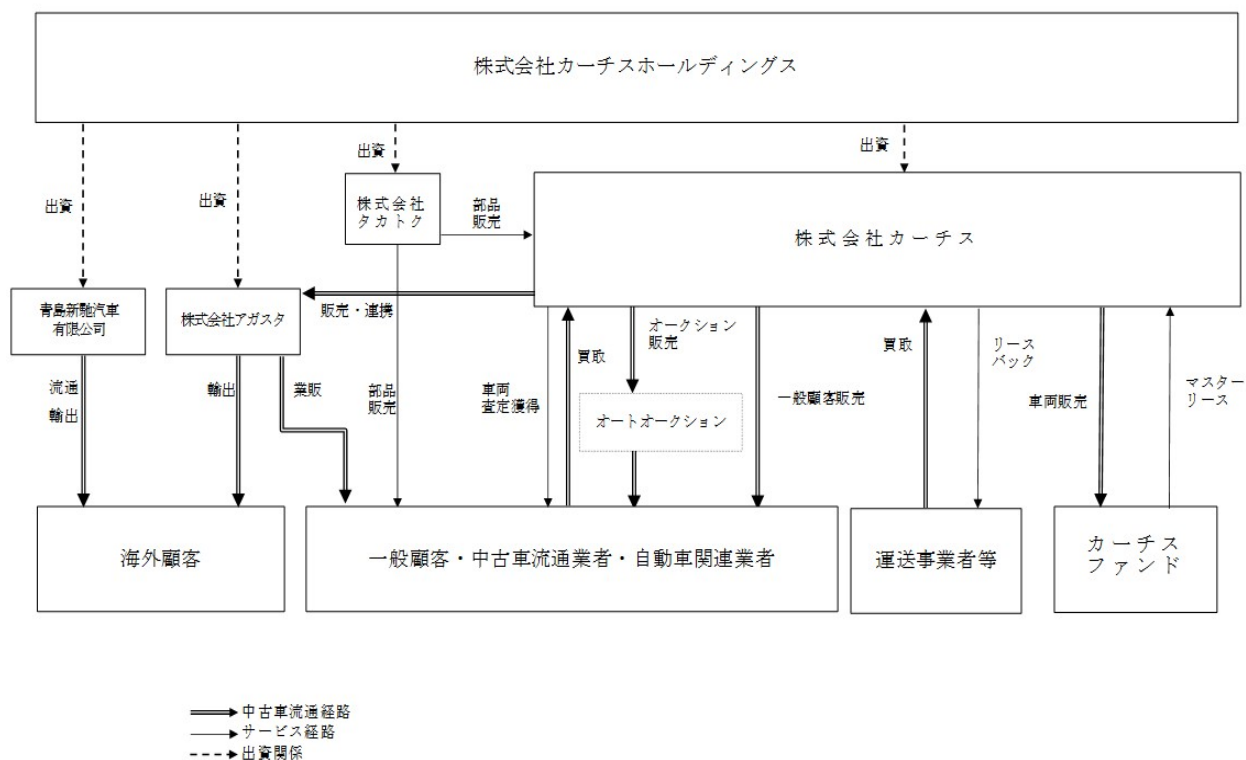 株式会社カーチスホールディングス
出資
出資
出資
出資
株式会社
タカトク
部品
販売
株式会社カーチス
青島新馳汽車
有限公司
株式会社アガスタ
販売・連携
流通
輸出
輸出
業販
部品
販売
車両
査定獲得
買取
オークション
販売
オートオークション
一般顧客販売
買取
リース
バック
車両販売
マスター
リース
海外顧客
一般顧客・中古車流通業者・自動車関連業者
運送事業者等
カーチス
ファンド
中古車流通経路
サービス経路
出資関係